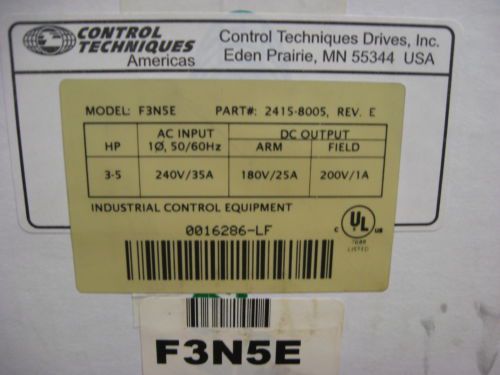 CONTROL TECHNIQUES
Americas
Control Techniques Drives, Inc.
Eden Prairie, MN 55344 USA
MODEL: F3N5E PART#: 2415-8005, REV. E
HP
AC INPUT
1Ø, 50/60Hz
DC OUTPUT
ARM FIELD
3-5 240V/35A 180V/25A 200V/1A
INDUSTRIAL CONTROL EQUIPMENT
0016286-LF
C UL US
LISTED
F3N5E